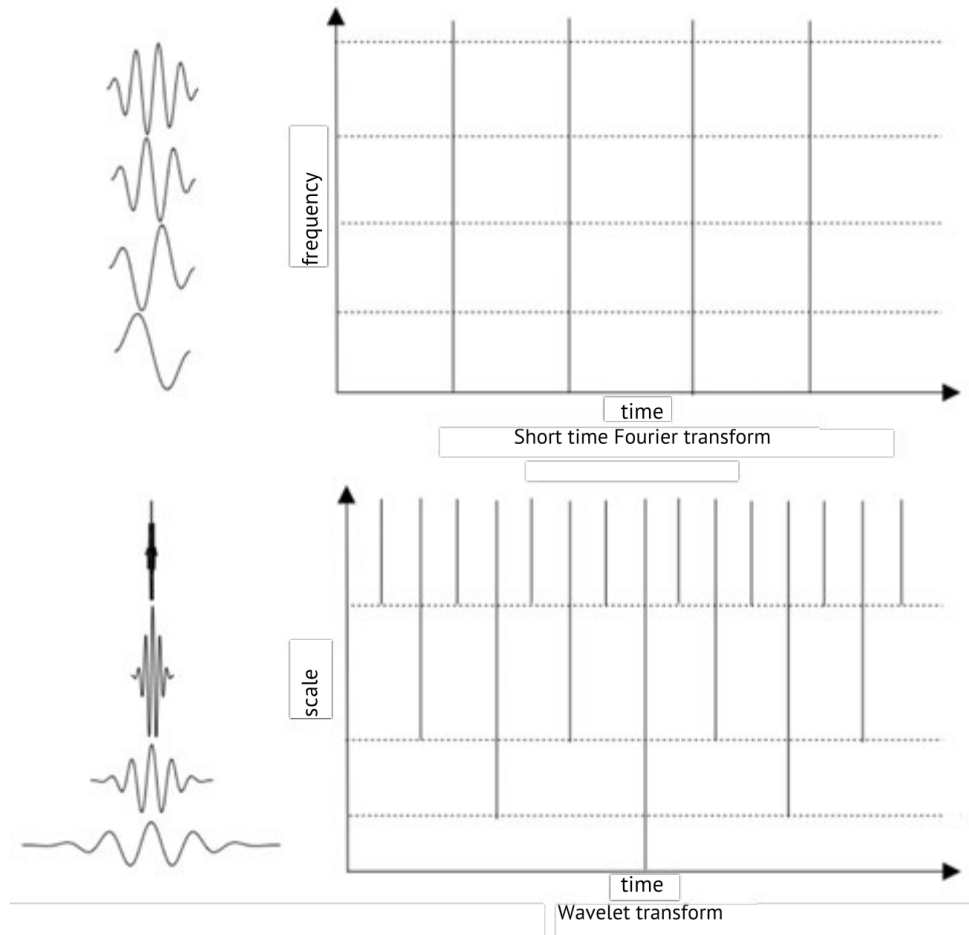 frequency
time
Short time Fourier transform
scale
time
Wavelet transform